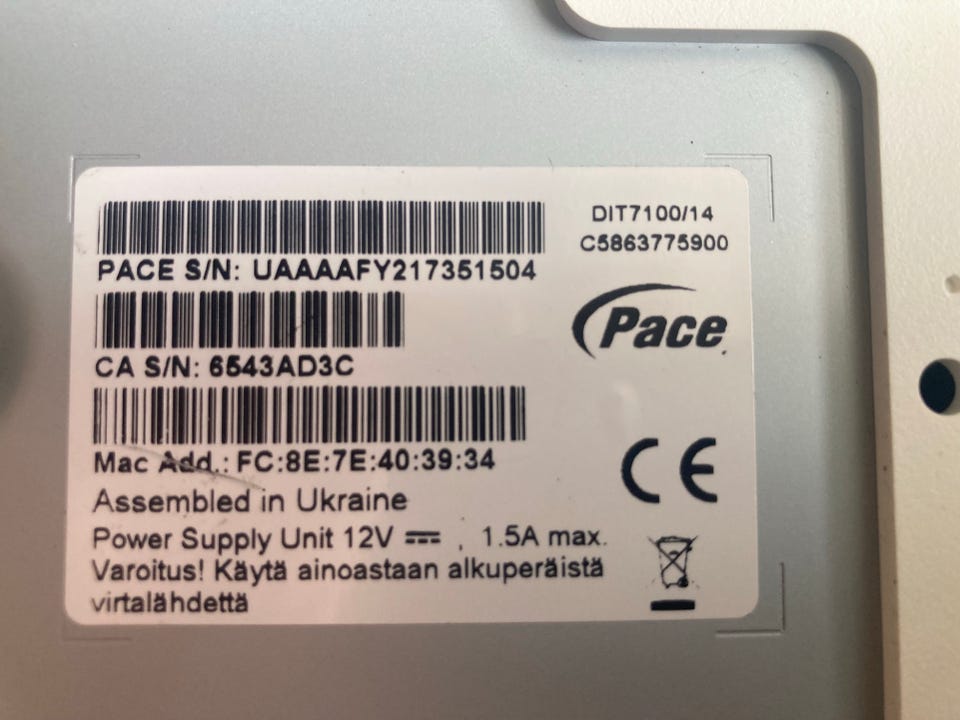 PACE S/N: UAAAAFY217351504
DIT7100/14
C5863775900
Pace
CA S/N: 6543AD3C
Mac Add.: FC:8E:7E:40:39:34
CE
Assembled in Ukraine
Power Supply Unit 12V ⎓ , 1.5A max.
Varoitus! Käytä ainoastaan alkuperäistä
virtalähdettä